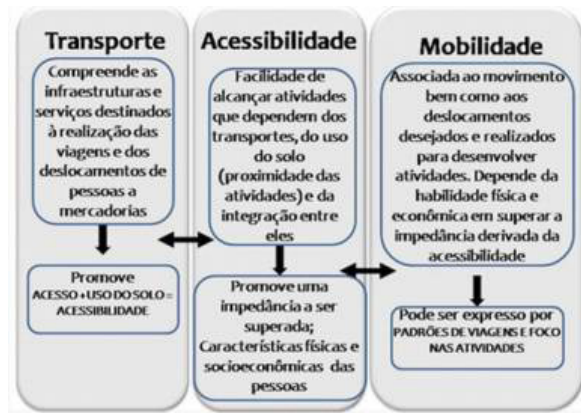 Transporte
Compreende as
infraestruturas e
serviços destinados
à realização das
viagens e dos
deslocamentos de
pessoas a
mercadorias
Promove
ACESSO + USO DO SOLO =
ACESSIBILIDADE
Acessibilidade
Facilidade de
alcançar atividades
que dependem dos
transportes, do uso
do solo
(proximidade das
atividades) e da
integração entre
eles
Promove uma
impedância a ser
superada;
Características físicas e
socioeconômicas das
pessoas
Mobilidade
Associada ao movimento
bem como aos
deslocamentos
desejados e realizados
para desenvolver
atividades. Depende da
habilidade física e
econômica em superar a
impedância derivada da
acessibilidade
Pode ser expresso por
PADRÕES DE VIAGENS E FOCO
NAS ATIVIDADES